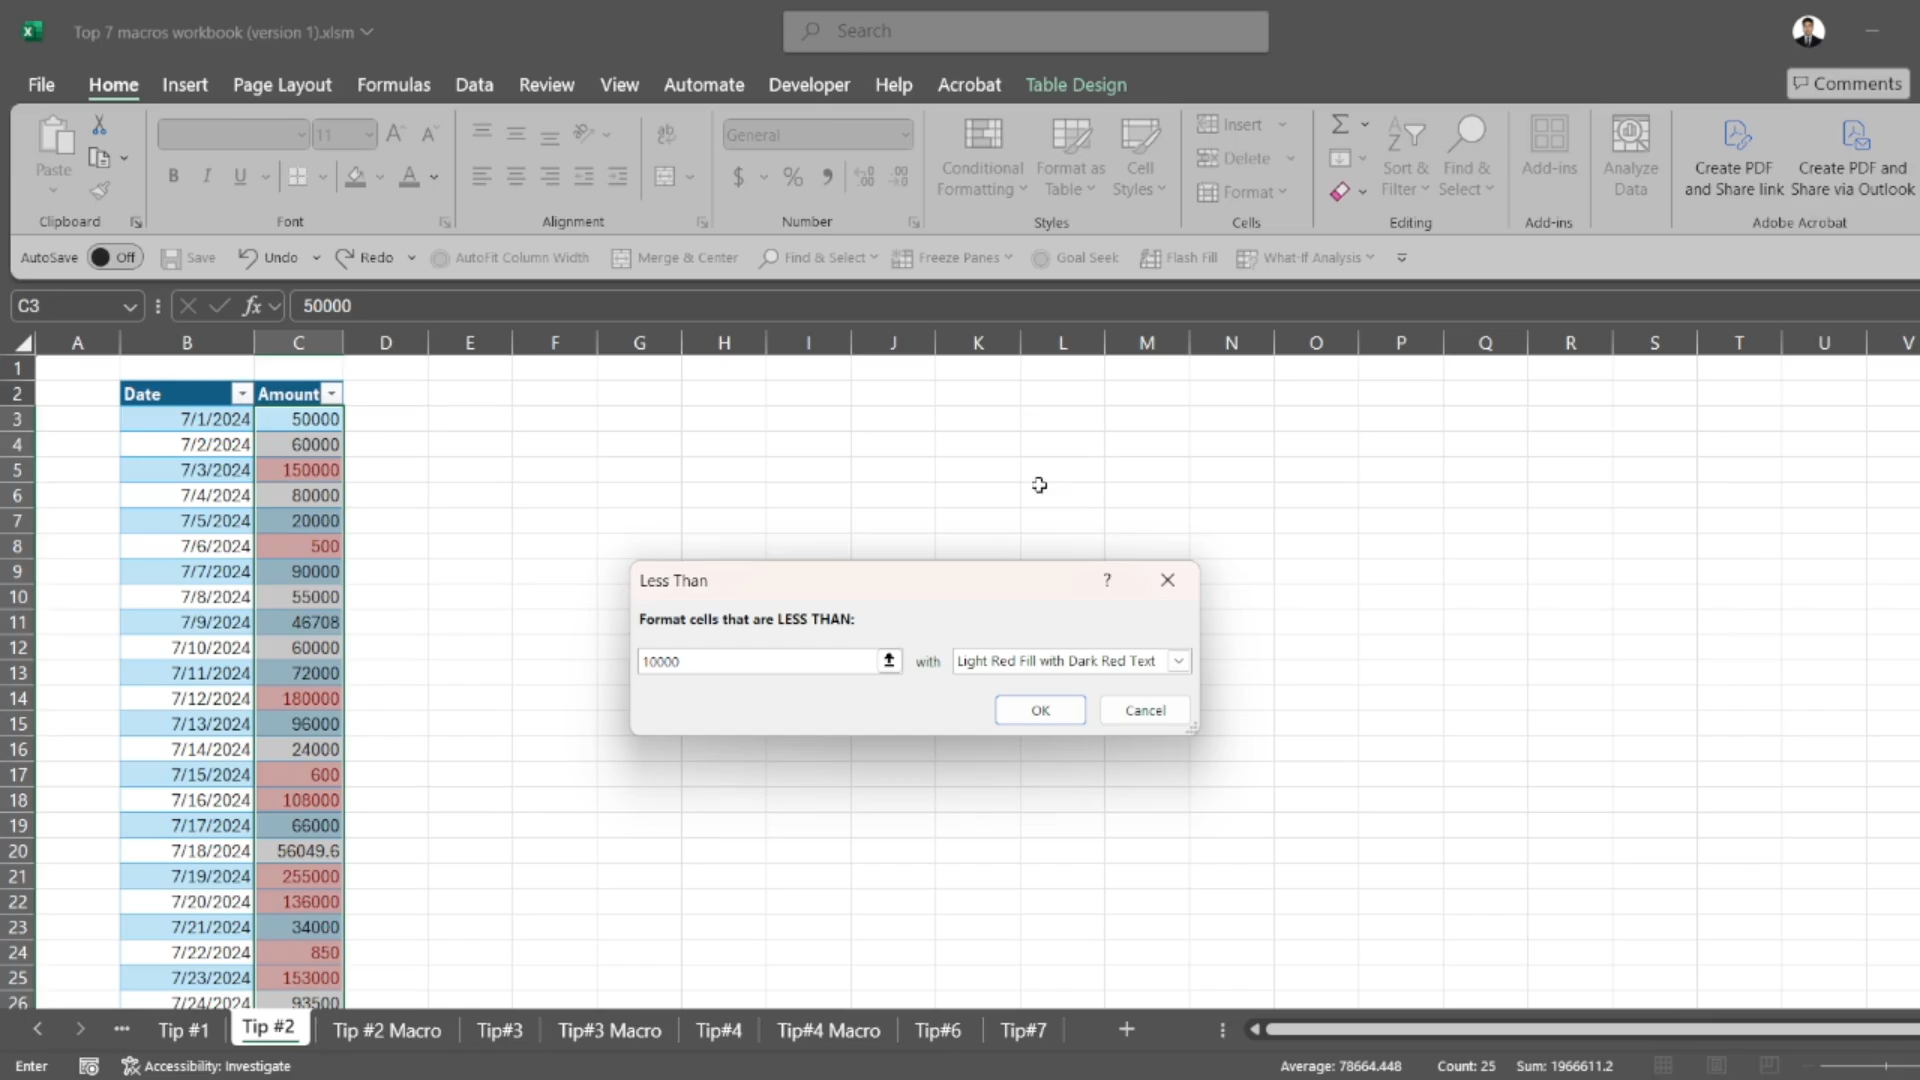 Top 7 macros workbook (version 1).xlsm
Search
File Home Insert Page Layout Formulas Data Review View Automate Developer Help Acrobat Table Design
Comments
Paste
Clipboard
11
B I U
Font
Alignment
General
$ %
Number
Conditional Formatting
Format as Table
Cell Styles
Styles
Insert
Delete
Format
Cells
Sort & Filter
Find & Select
Editing
Add-ins
Add-ins
Analyze Data
Create PDF and Share link
Create PDF and Share via Outlook
Adobe Acrobat
AutoSave Off Save Undo Redo AutoFit Column Width Merge & Center Find & Select Freeze Panes Goal Seek Flash Fill What-If Analysis
C3 fx 50000
A B C D E F G H I J K L M N O P Q R S T U V
1
2 Date Amount
3 7/1/2024 50000
4 7/2/2024 60000
5 7/3/2024 150000
6 7/4/2024 80000
7 7/5/2024 20000
8 7/6/2024 500
9 7/7/2024 90000
10 7/8/2024 55000
11 7/9/2024 46708
12 7/10/2024 60000
13 7/11/2024 72000
14 7/12/2024 180000
15 7/13/2024 96000
16 7/14/2024 24000
17 7/15/2024 600
18 7/16/2024 108000
19 7/17/2024 66000
20 7/18/2024 56049.6
21 7/19/2024 255000
22 7/20/2024 136000
23 7/21/2024 34000
24 7/22/2024 850
25 7/23/2024 153000
26 7/24/2024 93500
Less Than ?
Format cells that are LESS THAN:
10000 with Light Red Fill with Dark Red Text
OK Cancel
Tip #1 Tip #2 Tip #2 Macro Tip#3 Tip#3 Macro Tip#4 Tip#4 Macro Tip#6 Tip#7
Enter Accessibility: Investigate Average: 78664.448 Count: 25 Sum: 1966611.2